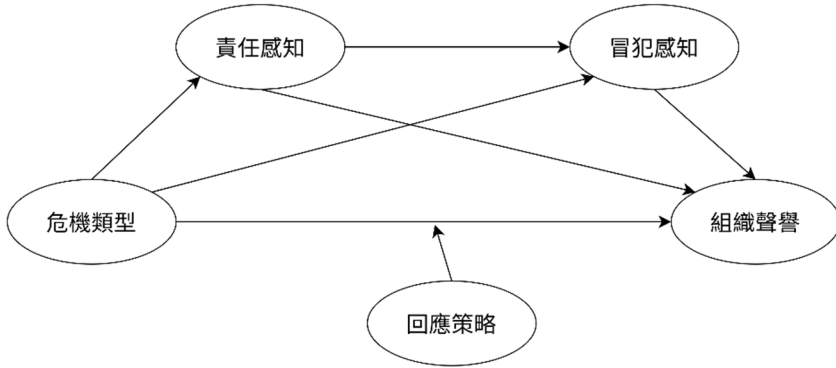 責任感知
冒犯感知
危機類型
組織聲譽
回應策略